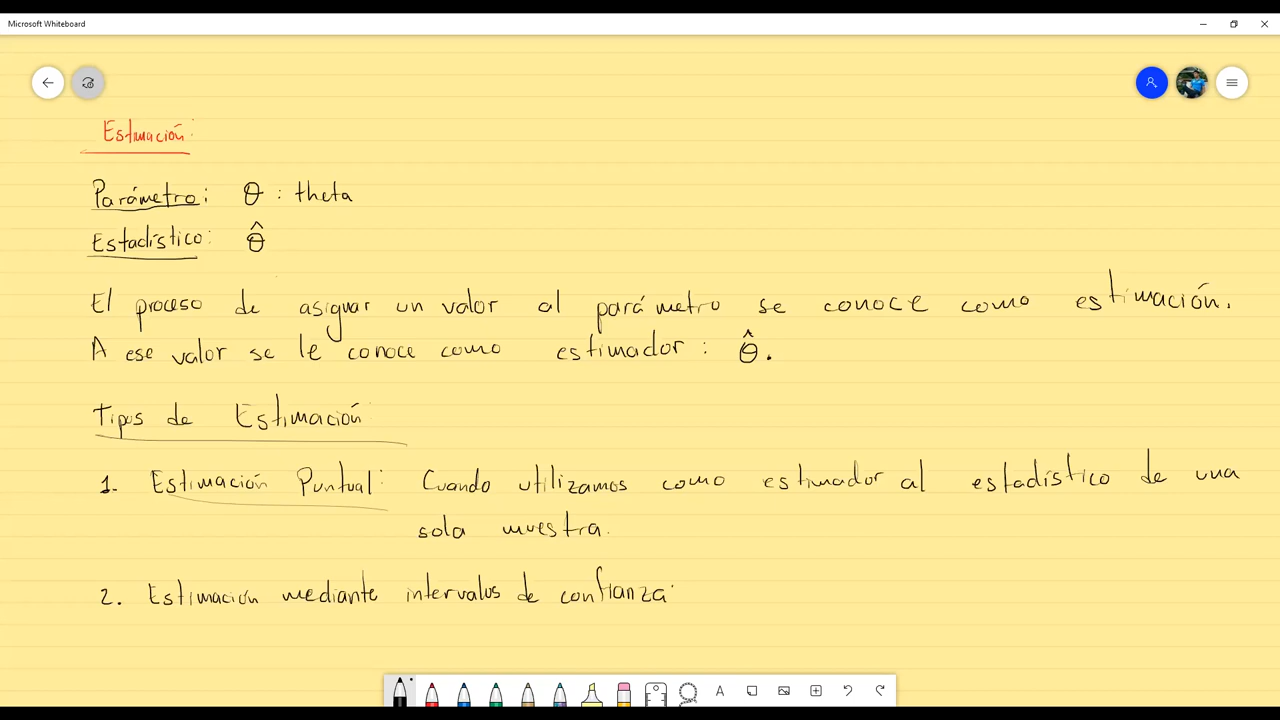 Microsoft Whiteboard
Estimación:
Parámetro: θ : theta
Estadístico: θ̂
El proceso de asignar un valor al parámetro se conoce como estimación.
A ese valor se le conoce como estimador: θ̂.
Tipos de Estimación:
1. Estimación Puntual: Cuando utilizamos como estimador al estadístico de una
sola muestra.
2. Estimación mediante intervalos de confianza:
A